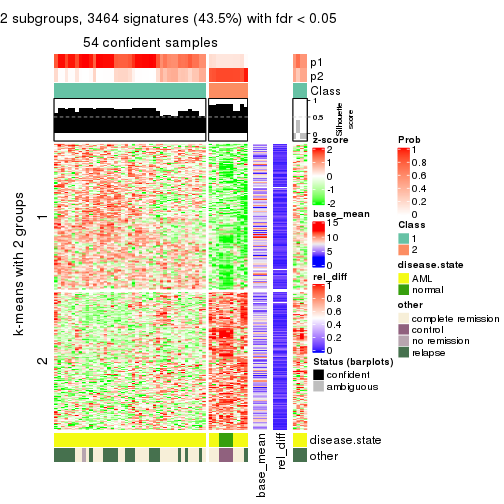 2 subgroups, 3464 signatures (43.5%) with fdr < 0.05
54 confident samples
p1
p2
Class
1
0.5
0
Silhouette
score
k-means with 2 groups
1
2
z-score
2
1
0
-1
-2
base_mean
15
10
5
0
rel_diff
1
0.8
0.6
0.4
0.2
0
Status (barplots)
confident
ambiguous
Prob
1
0.8
0.6
0.4
0.2
0
Class
1
2
disease.state
AML
normal
other
complete remission
control
no remission
relapse
disease.state
other
base_mean
rel_diff